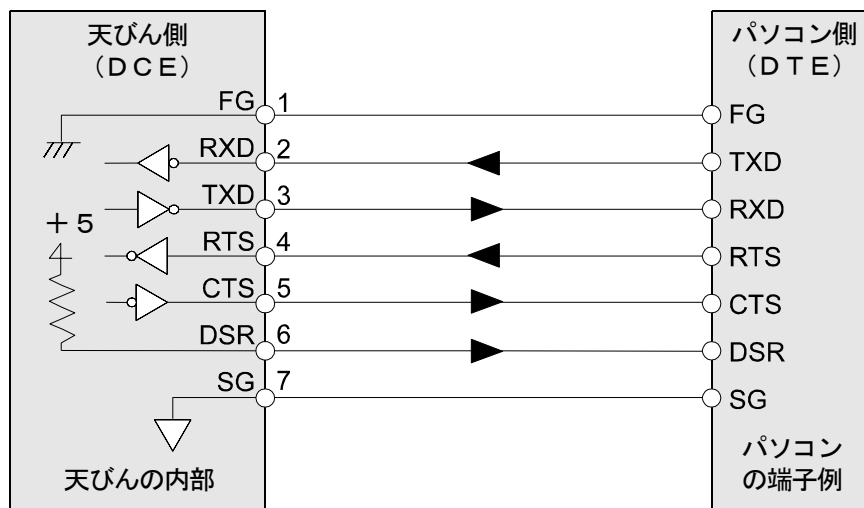 天びん側
（ＤＣＥ）
パソコン側
（ＤＴＥ）
FG 1 FG
RXD 2 TXD
TXD 3 RXD
＋５
RTS 4 RTS
CTS 5 CTS
DSR 6 DSR
SG 7 SG
天びんの内部
パソコン
の端子例